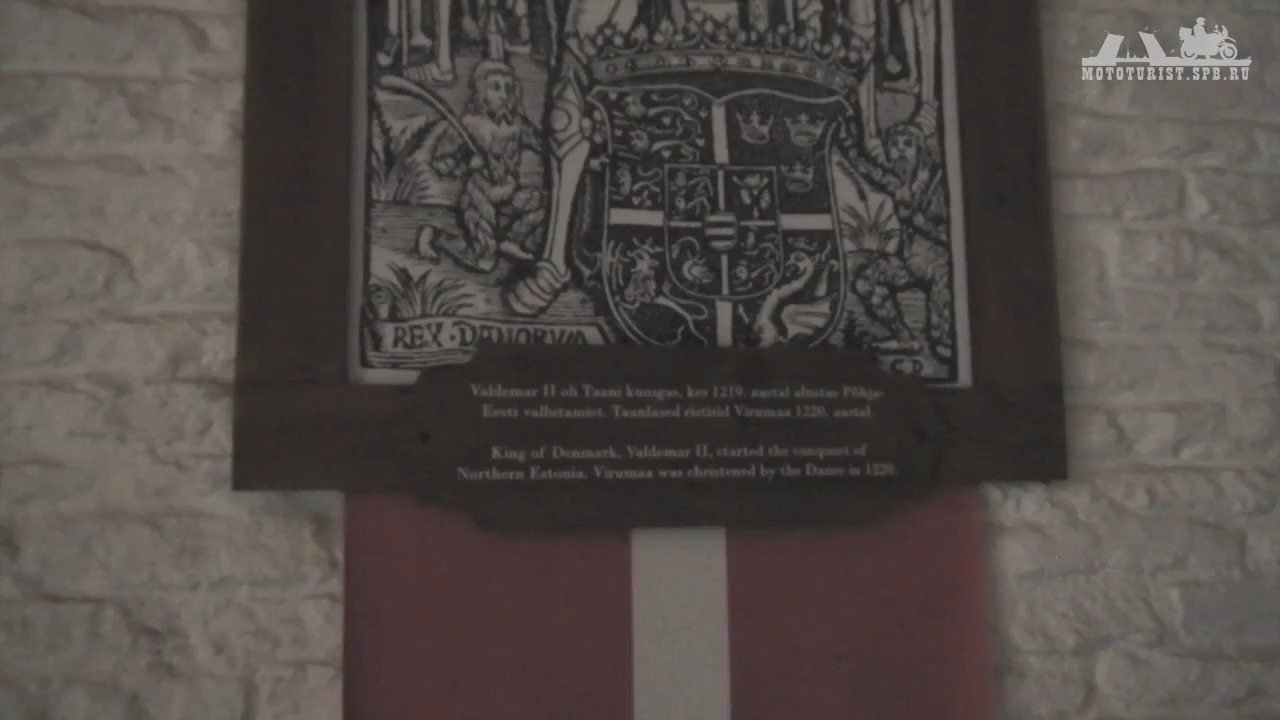 MOTOTURIST.SPB.RU
REX·DANORVM
Valdemar II oli Taani kuningas, kes 1219. aastal alustas Põhja-
Eesti vallutamist. Taanlased ristisid Virumaa 1220. aastal
King of Denmark, Valdemar II, started the conquest of
Northern Estonia. Virumaa was christened by the Danes in 1220.